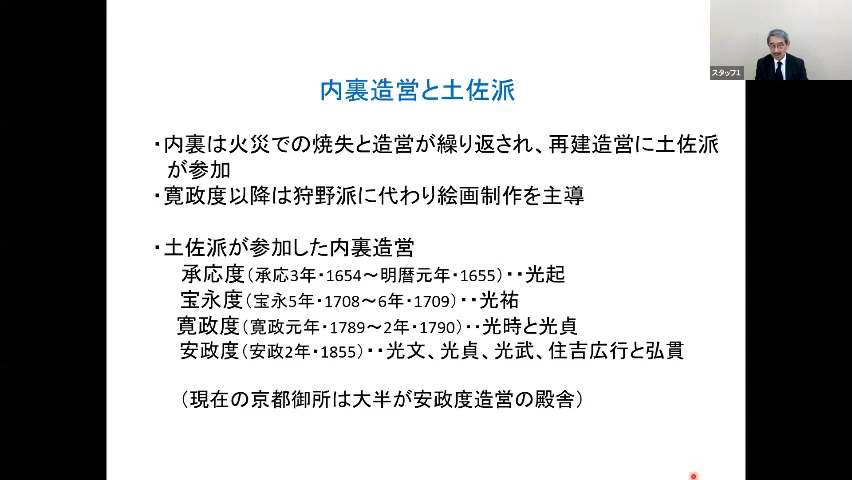 内裏造営と土佐派
・内裏は火災での焼失と造営が繰り返され、再建造営に土佐派
が参加
・寛政度以降は狩野派に代わり絵画制作を主導
・土佐派が参加した内裏造営
承応度（承応3年・1654～明暦元年・1655）・・光起
宝永度（宝永5年・1708～6年・1709）・・光祐
寛政度（寛政元年・1789～2年・1790）・・光時と光貞
安政度（安政2年・1855）・・光文、光貞、光武、住吉広行と弘貫
（現在の京都御所は大半が安政度造営の殿舎）
スタッフ1